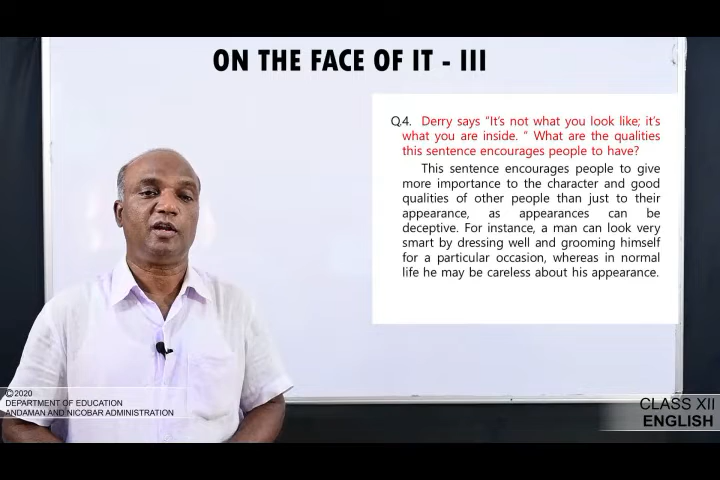 ON THE FACE OF IT - III
Q.4. Derry says "It's not what you look like; it's
what you are inside. " What are the qualities
this sentence encourages people to have?
This sentence encourages people to give
more importance to the character and good
qualities of other people than just to their
appearance, as appearances can be
deceptive. For instance, a man can look very
smart by dressing well and grooming himself
for a particular occasion, whereas in normal
life he may be careless about his appearance.
©2020
DEPARTMENT OF EDUCATION
ANDAMAN AND NICOBAR ADMINISTRATION
CLASS XII
ENGLISH